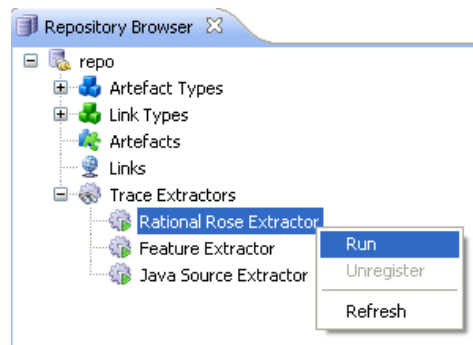 Repository Browser
repo
Artefact Types
Link Types
Artefacts
Links
Trace Extractors
Rational Rose Extractor
Feature Extractor
Java Source Extractor
Run
Unregister
Refresh